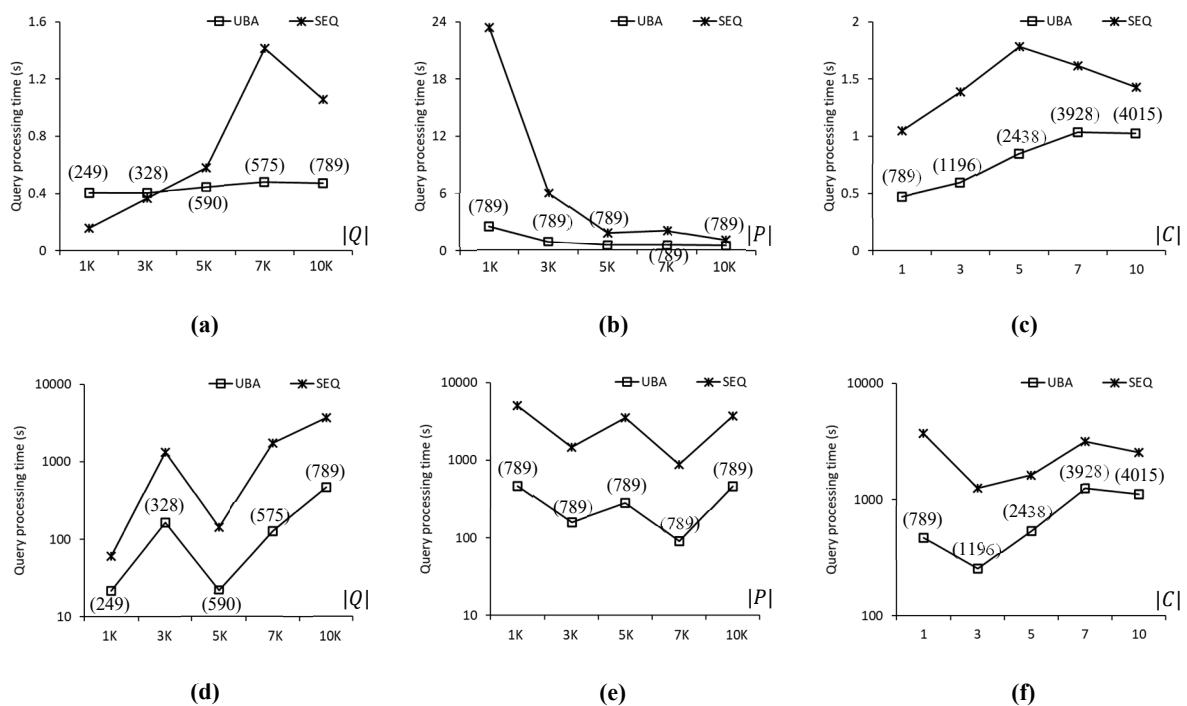 UBA SEQ
Query processing time (s)
1.6
1.2
0.8
0.4
0
(249) (328) (590) (575) (789)
|Q|
1K 3K 5K 7K 10K
(a)
UBA SEQ
Query processing time (s)
24
18
12
6
0
(789) (789) (789) (789) (789)
|P|
1K 3K 5K 7K 10K
(b)
UBA SEQ
Query processing time (s)
2
1.5
1
0.5
0
(789) (1196) (2438) (3928) (4015)
|C|
1 3 5 7 10
(c)
UBA SEQ
Query processing time (s)
10000
1000
100
10
(249) (328) (590) (575) (789)
|Q|
1K 3K 5K 7K 10K
(d)
UBA SEQ
Query processing time (s)
10000
1000
100
10
(789) (789) (789) (789) (789)
|P|
1K 3K 5K 7K 10K
(e)
UBA SEQ
Query processing time (s)
10000
1000
100
(789) (1196) (2438) (3928) (4015)
|C|
1 3 5 7 10
(f)